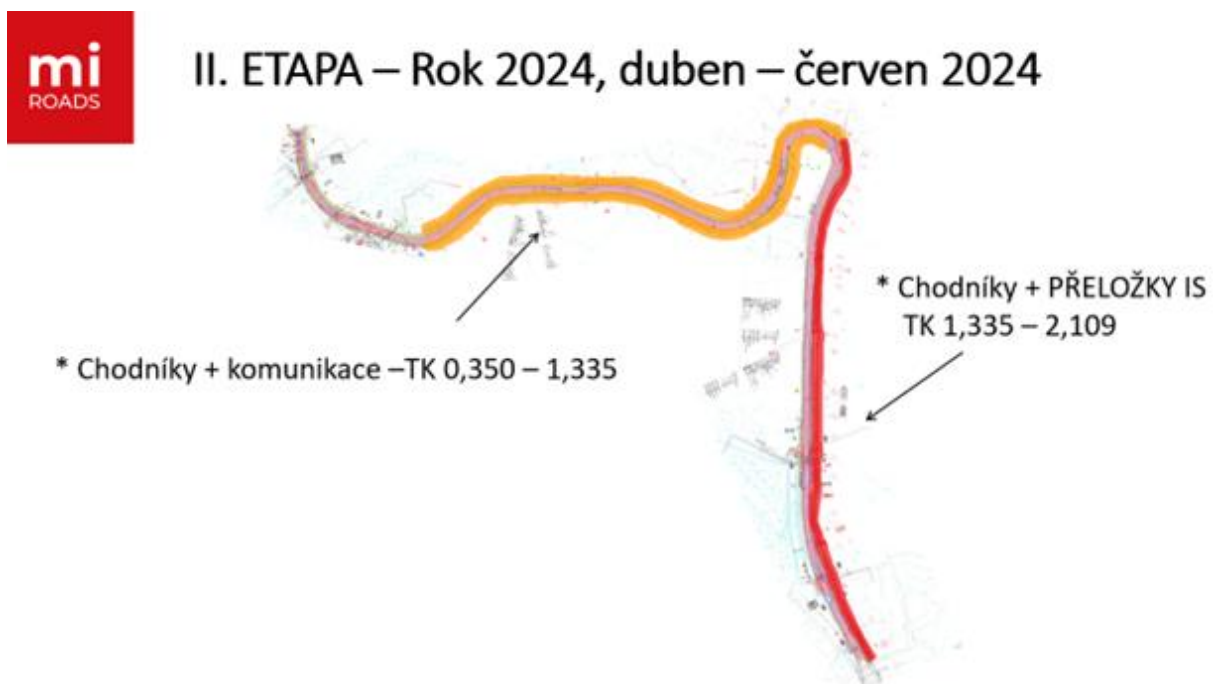 mi
ROADS
II. ETAPA – Rok 2024, duben – červen 2024
* Chodníky + PŘELOŽKY IS
TK 1,335 – 2,109
* Chodníky + komunikace –TK 0,350 – 1,335